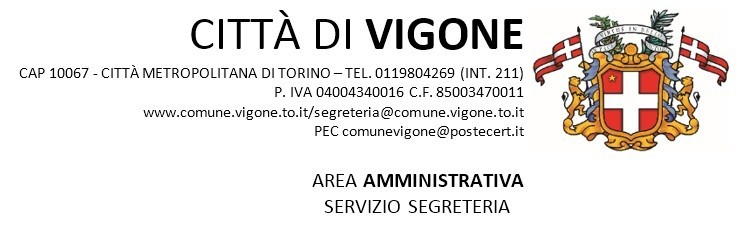 CITTÀ DI VIGONE
CAP 10067 - CITTÀ METROPOLITANA DI TORINO – TEL. 0119804269 (INT. 211)
P. IVA 04004340016 C.F. 85003470011
www.comune.vigone.to.it/segreteria@comune.vigone.to.it
PEC comunevigone@postecert.it
AREA AMMINISTRATIVA
SERVIZIO SEGRETERIA